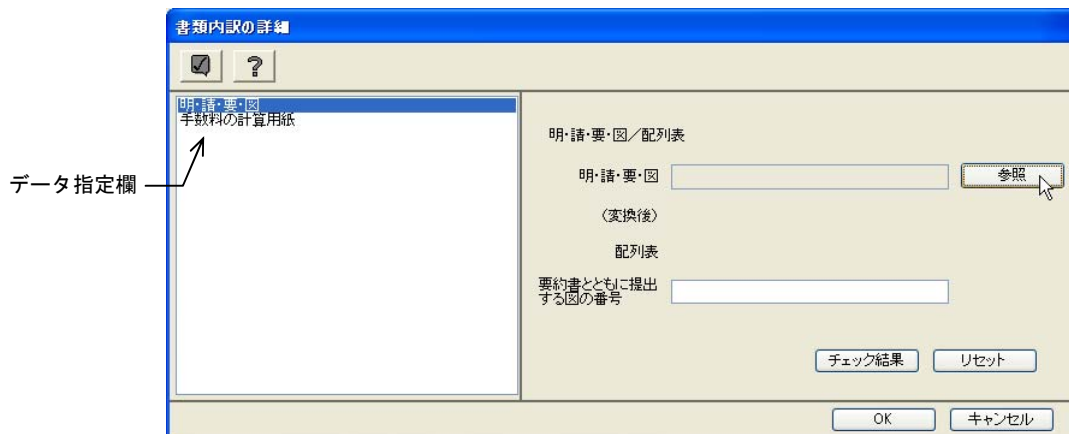 書類内訳の詳細
明・請・要・図
手数料の計算用紙
データ指定欄
明・請・要・図／配列表
明・請・要・図
参照
〈変換後〉
配列表
要約書とともに提出
する図の番号
チェック結果
リセット
OK
キャンセル